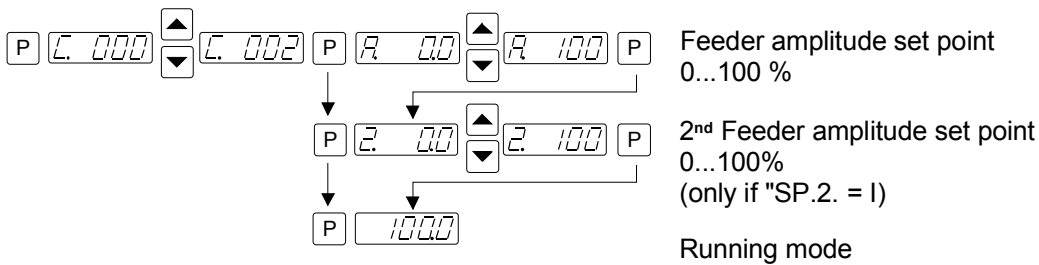 P C. 000 C. 002 P A. 0.0 A. 100 P Feeder amplitude set point
0...100 %
P 2. 0.0 2. 100 P 2nd Feeder amplitude set point
0...100%
(only if "SP.2. = I)
P 100.0
Running mode